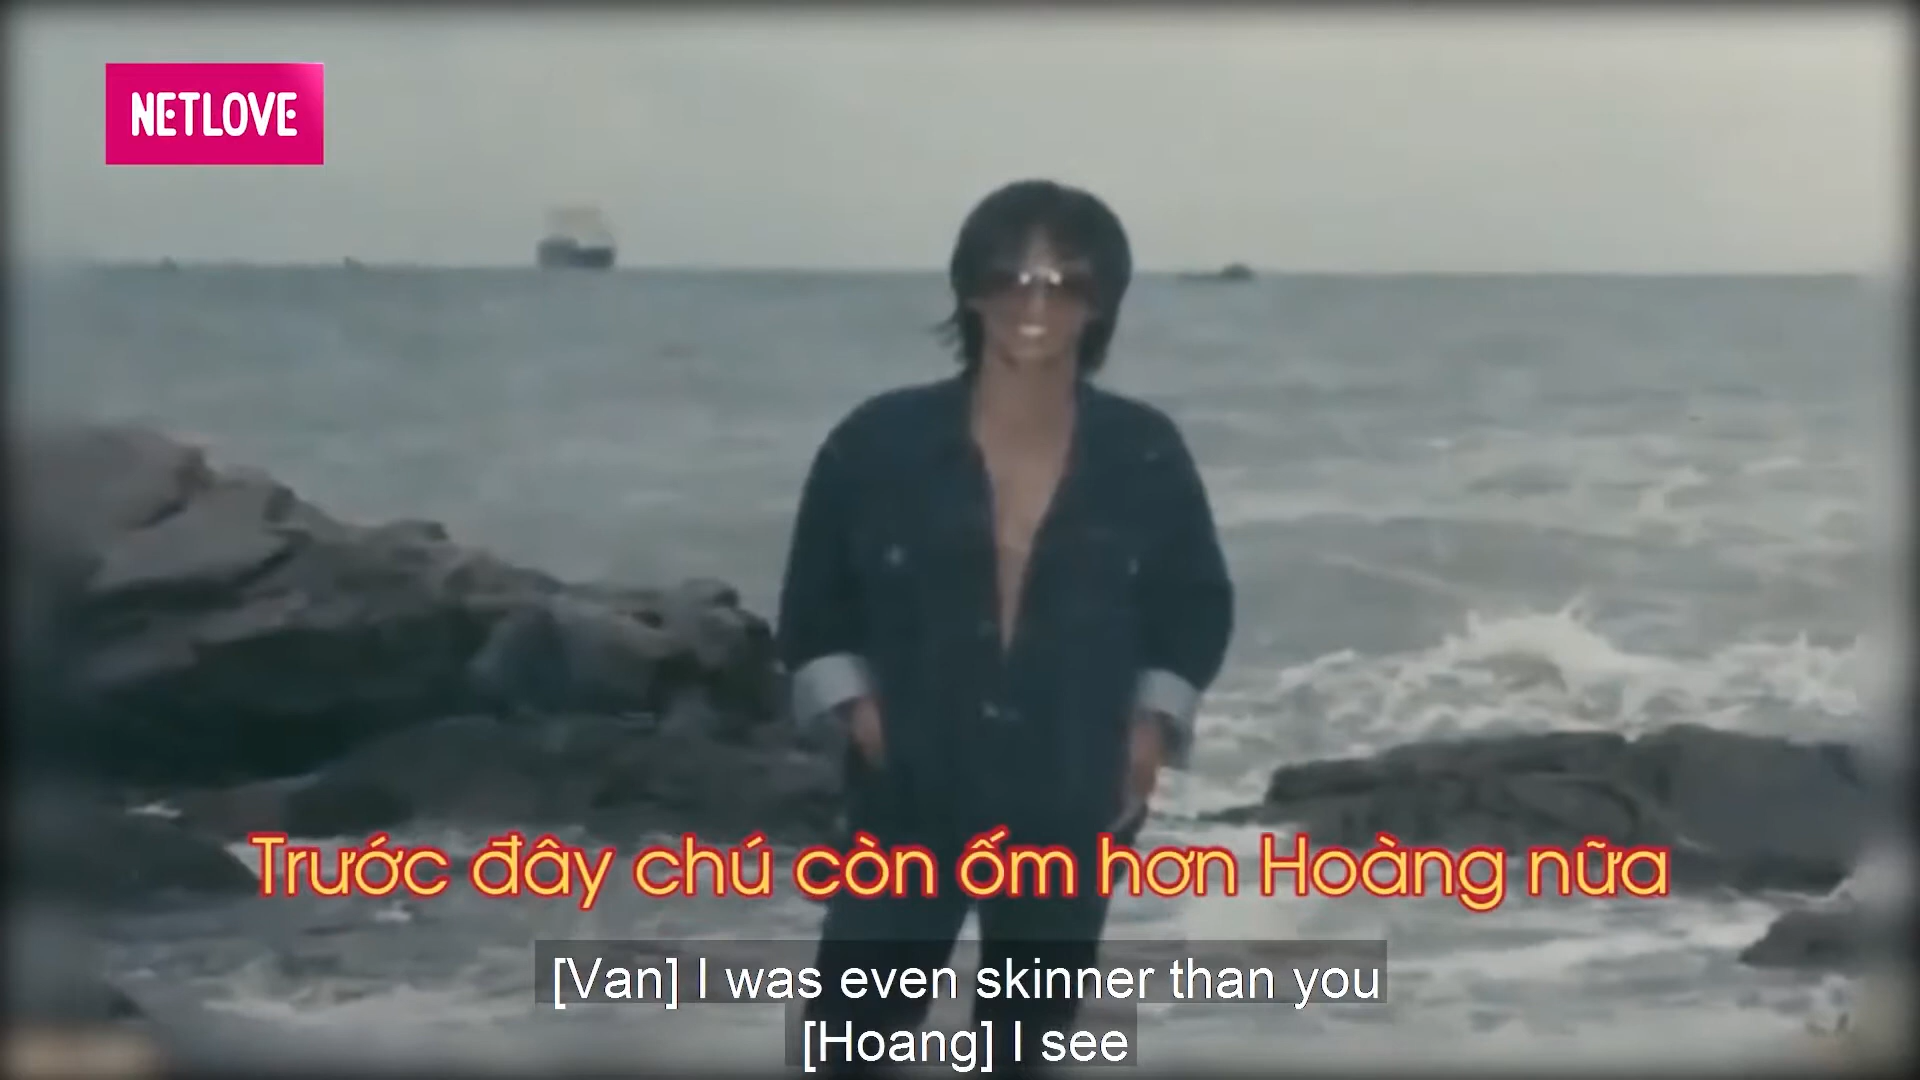 NETLOVE
Trước đây chú còn ốm hơn Hoàng nữa
[Van] I was even skinner than you
[Hoang] I see